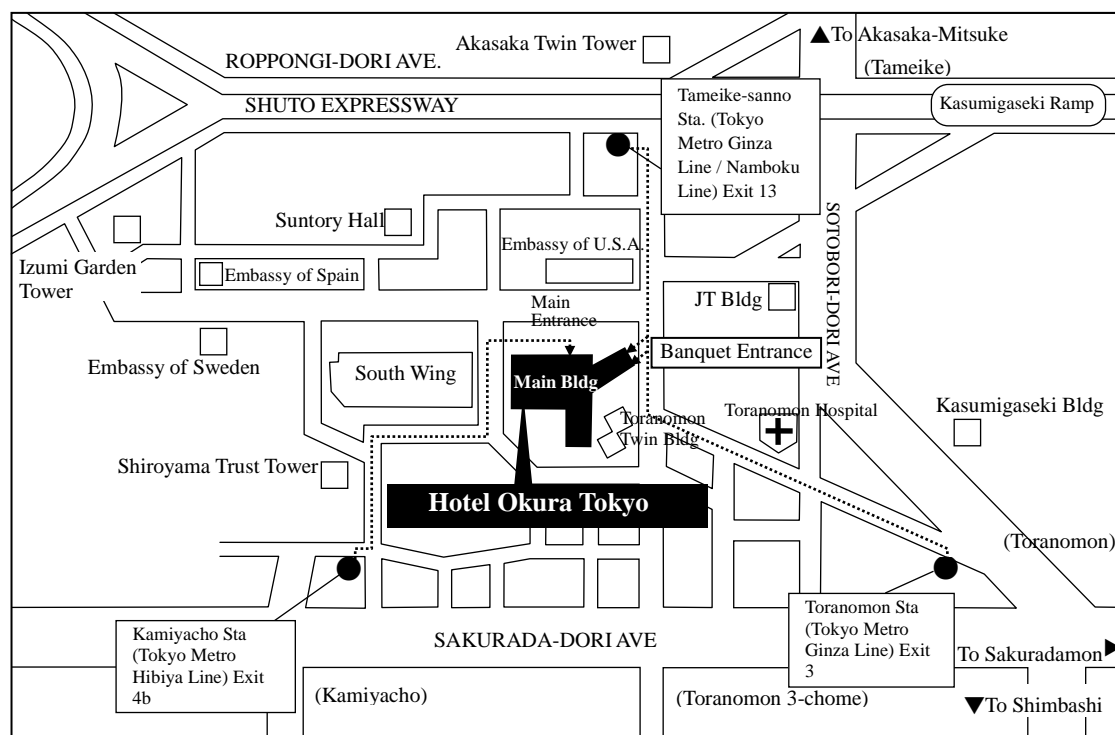 Akasaka Twin Tower
To Akasaka-Mitsuke
(Tameike)
ROPPONGI-DORI AVE.
SHUTO EXPRESSWAY
Kasumigaseki Ramp
Tameike-sanno
Sta. (Tokyo
Metro Ginza
Line / Namboku
Line) Exit 13
SOTOBORI-DORI AVE
Suntory Hall
Embassy of U.S.A.
Izumi Garden
Tower
Embassy of Spain
JT Bldg
Main
Entrance
Embassy of Sweden
South Wing
Main Bldg
Banquet Entrance
Toranomon
Twin Bldg
Toranomon Hospital
Kasumigaseki Bldg
Shiroyama Trust Tower
Hotel Okura Tokyo
(Toranomon)
Kamiyacho Sta
(Tokyo Metro
Hibiya Line) Exit
4b
SAKURADA-DORI AVE
Toranomon Sta
(Tokyo Metro
Ginza Line) Exit
3
To Sakuradamon
(Kamiyacho)
(Toranomon 3-chome)
To Shimbashi